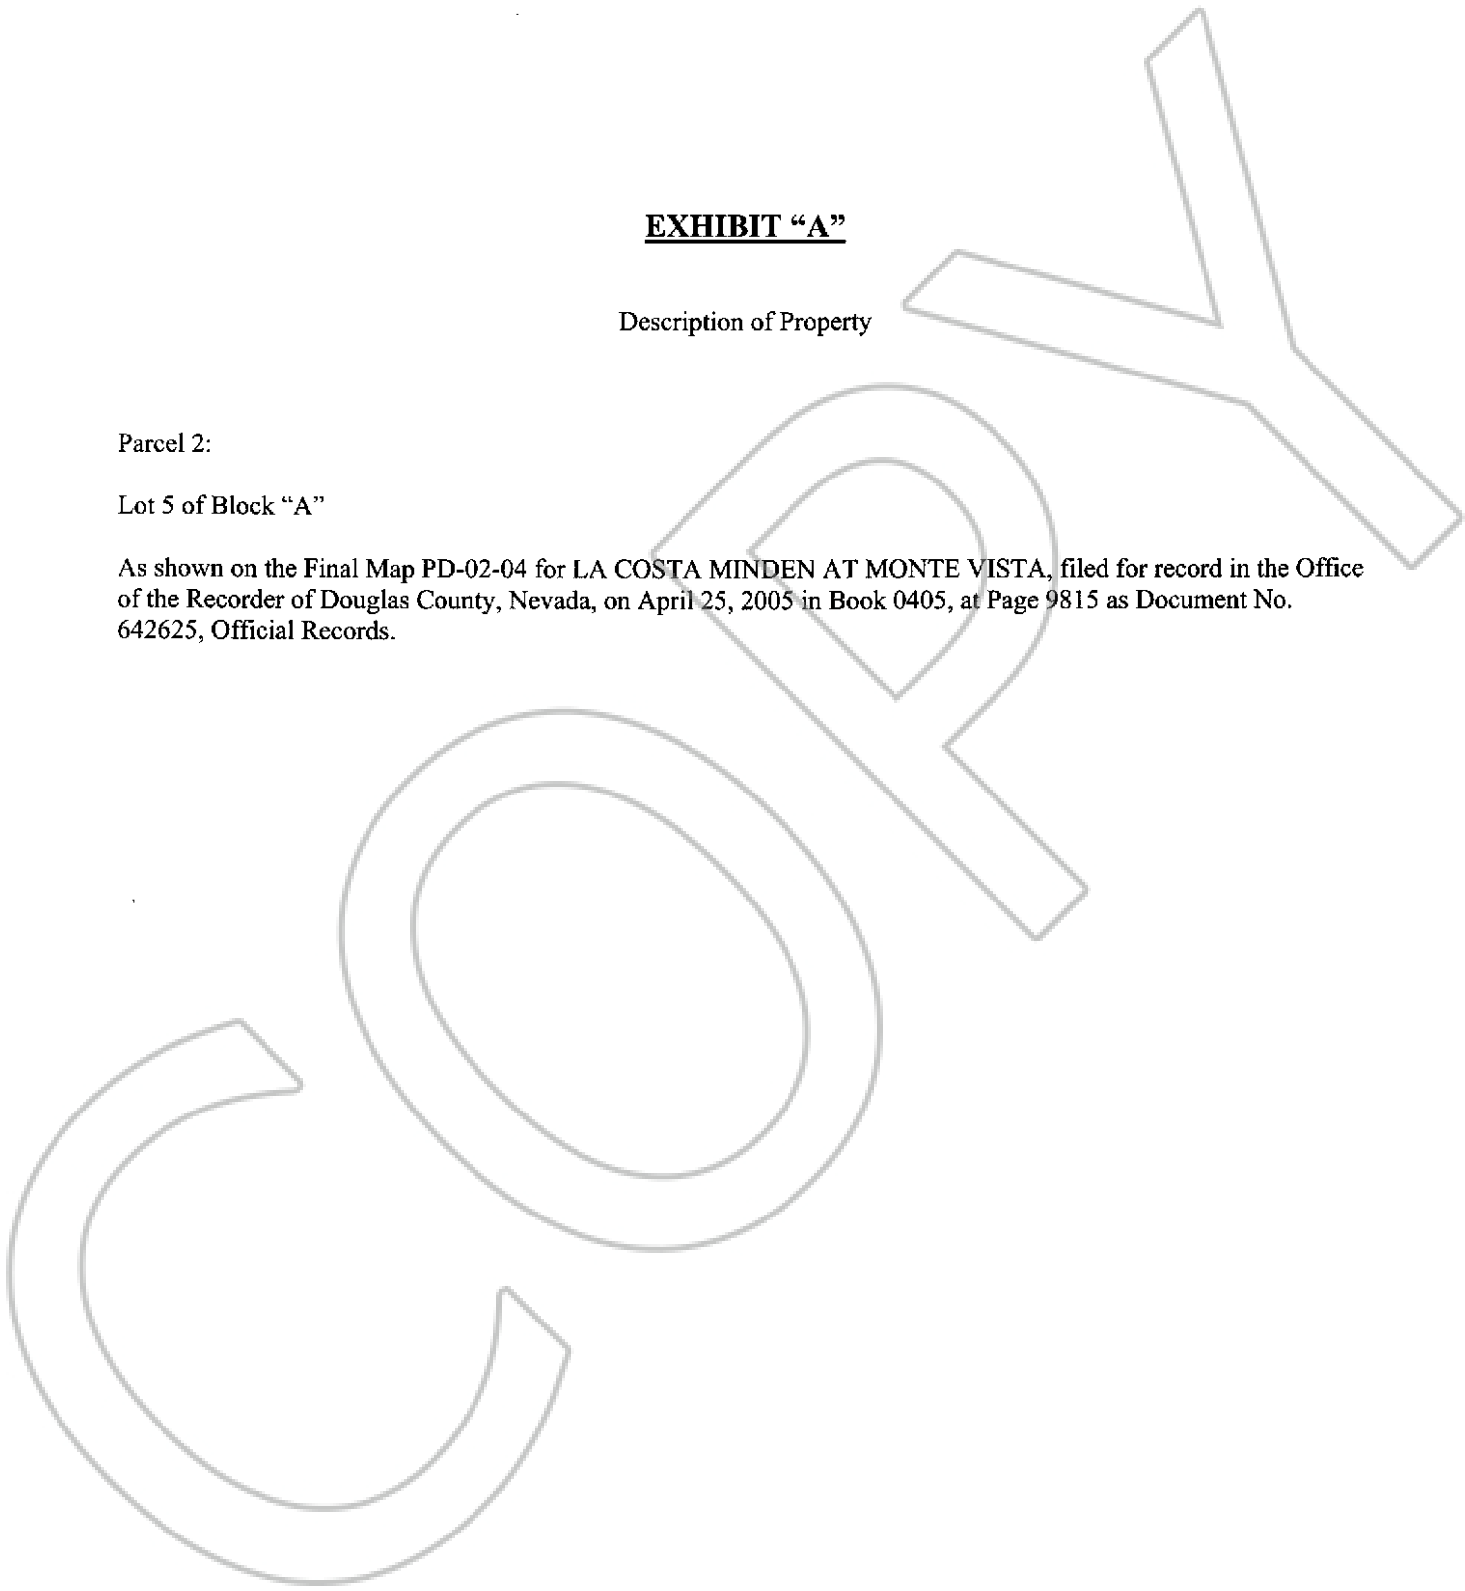 EXHIBIT “A”
Description of Property
Parcel 2:
Lot 5 of Block “A”
As shown on the Final Map PD-02-04 for LA COSTA MINDEN AT MONTE VISTA, filed for record in the Office
of the Recorder of Douglas County, Nevada, on April 25, 2005 in Book 0405, at Page 9815 as Document No.
642625, Official Records.
COPY